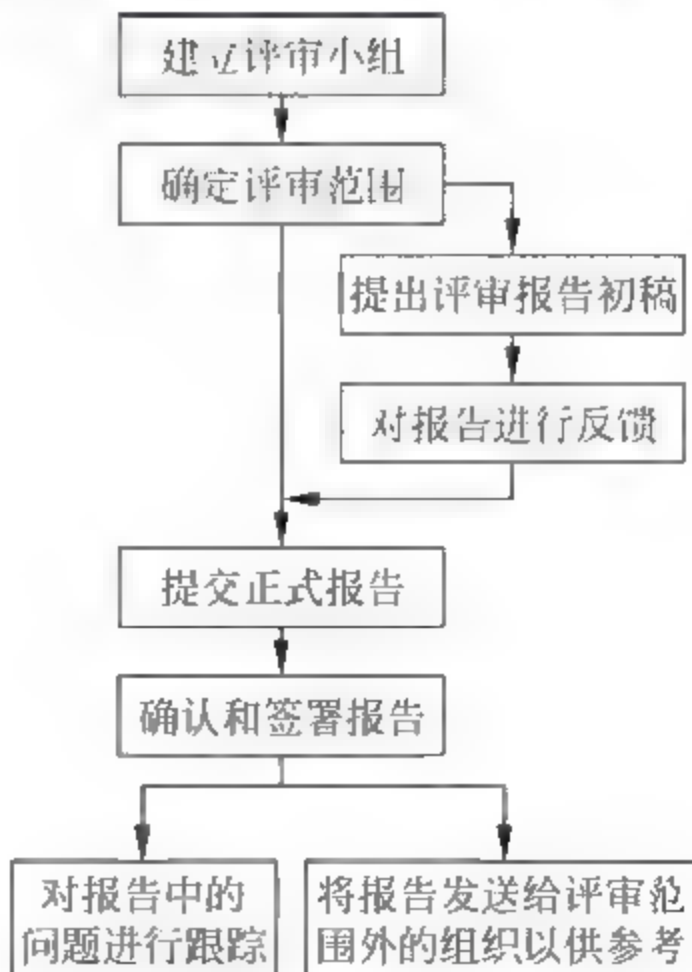 建立评审小组
确定评审范围
提出评审报告初稿
对报告进行反馈
提交正式报告
确认和签署报告
对报告中的
问题进行跟踪
将报告发送给评审范
围外的组织以供参考